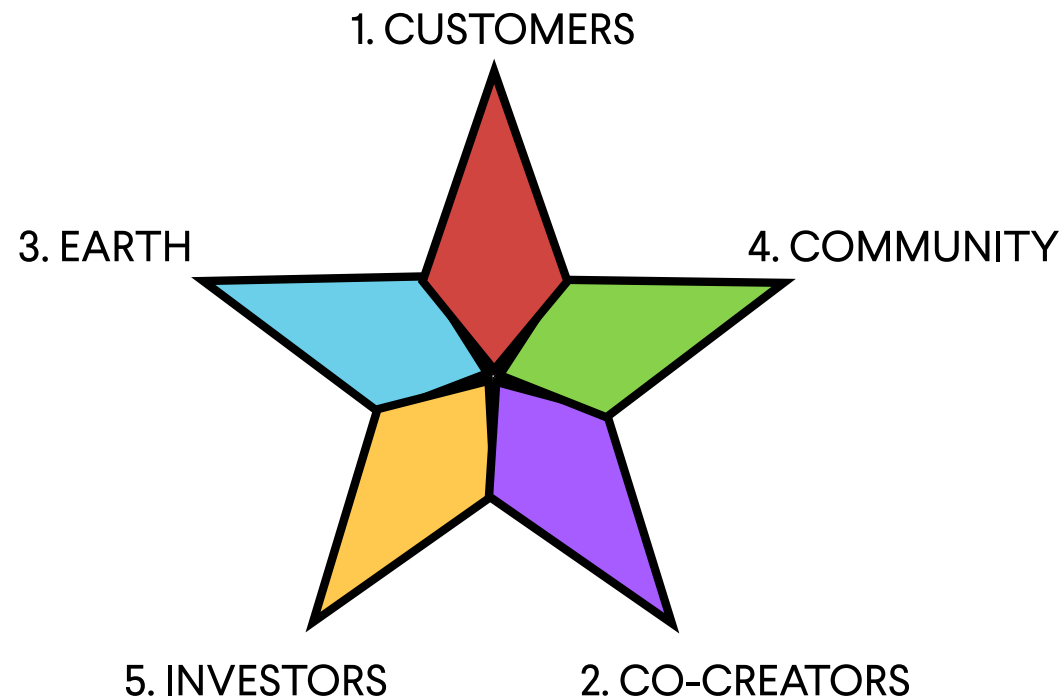 1. CUSTOMERS
3. EARTH
4. COMMUNITY
5. INVESTORS
2. CO-CREATORS